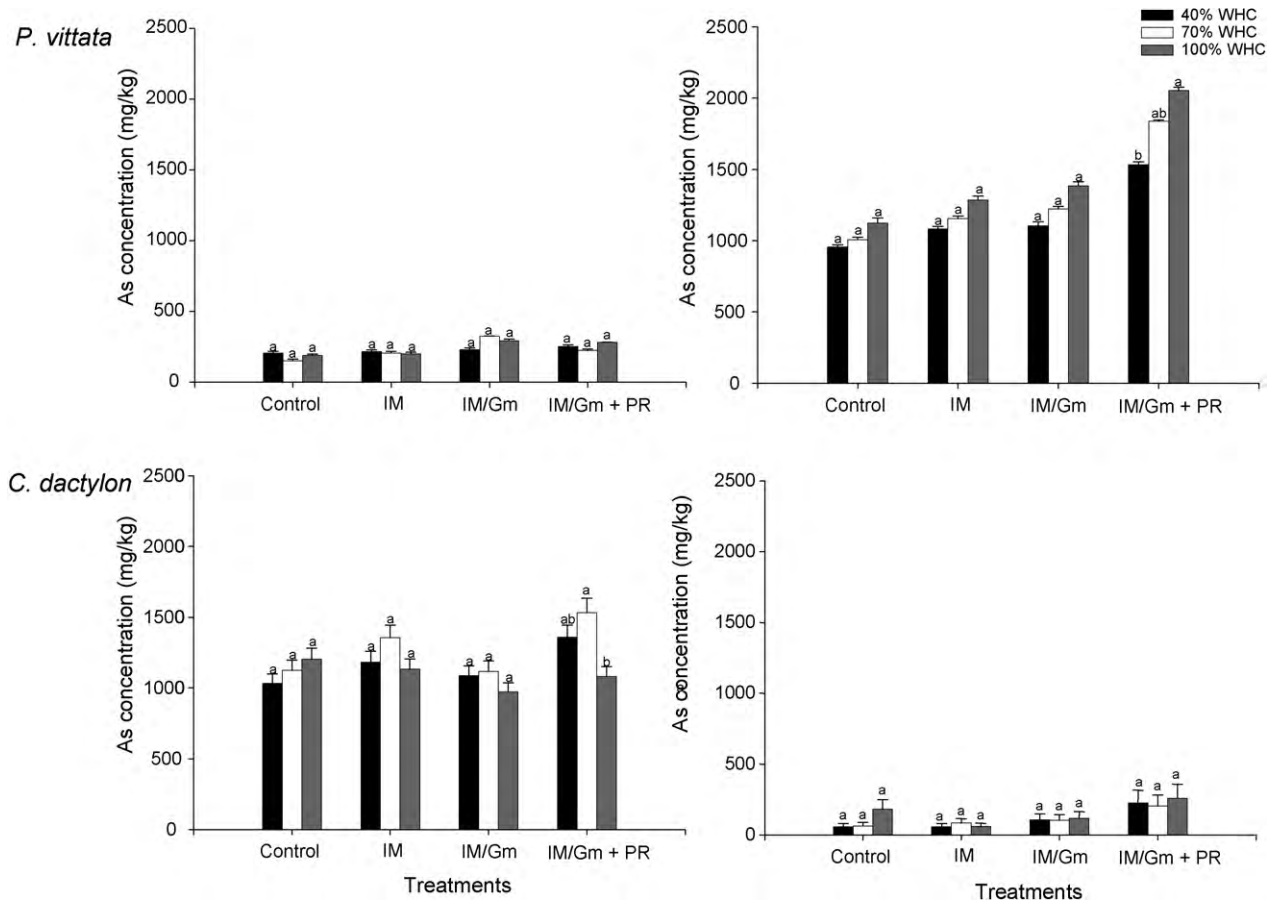 P. vittata
As concentration (mg/kg)
2500
2000
1500
1000
500
0
a a a
a a a
a a a
a a a
Control IM IM/Gm IM/Gm + PR
40% WHC
70% WHC
100% WHC
As concentration (mg/kg)
2500
2000
1500
1000
500
0
a a a
a a a
a a a
b ab a
Control IM IM/Gm IM/Gm + PR
C. dactylon
As concentration (mg/kg)
2500
2000
1500
1000
500
0
a a a
a a a
a a a
ab a b
Control IM IM/Gm IM/Gm + PR
Treatments
As concentration (mg/kg)
2500
2000
1500
1000
500
0
a a a
a a a
a a a
a a a
Control IM IM/Gm IM/Gm + PR
Treatments